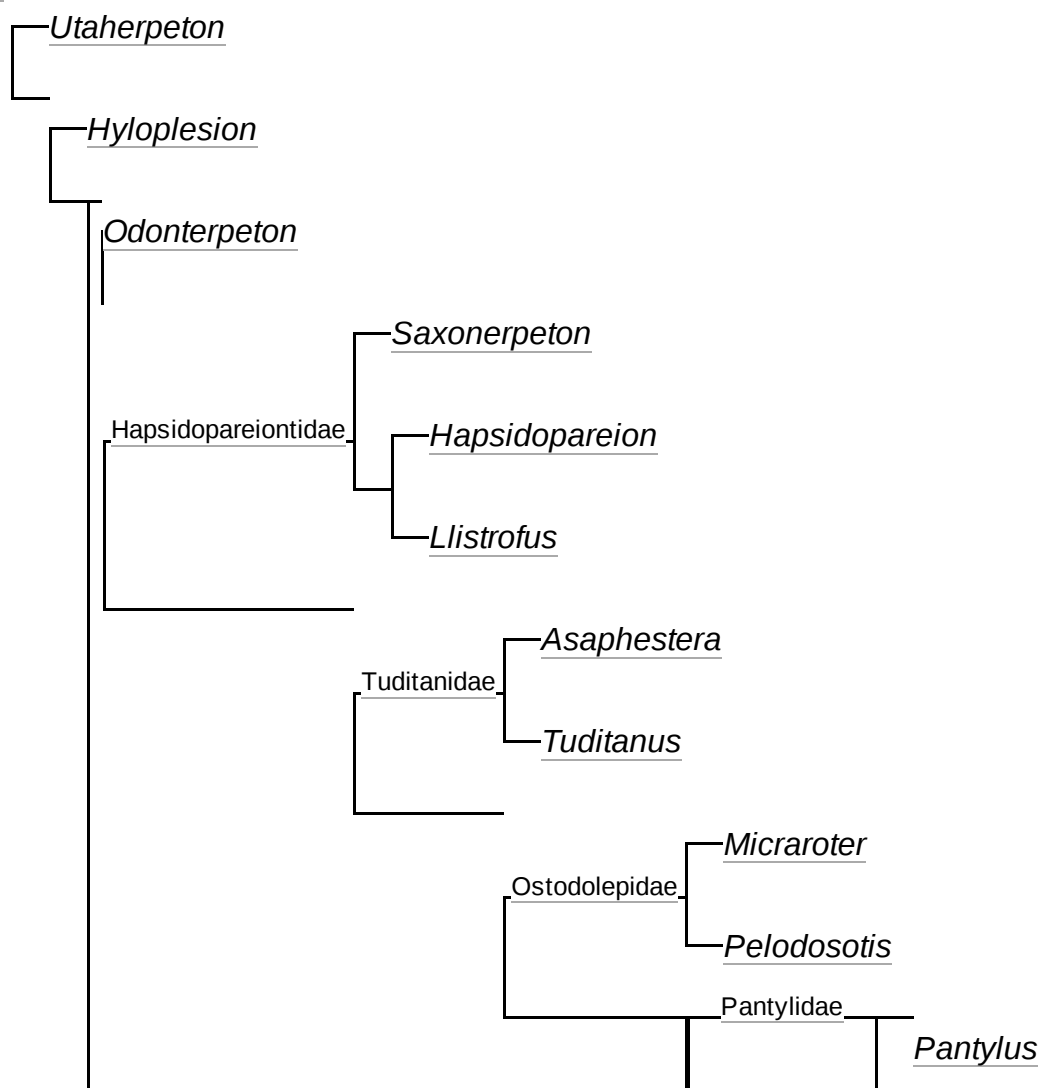 Utaherpeton
Hyloplesion
Odonterpeton
Saxonerpeton
Hapsidopareiontidae
Hapsidopareion
Llistrofus
Asaphestera
Tuditanidae
Tuditanus
Micraroter
Ostodolepidae
Pelodosotis
Pantylidae
Pantylus